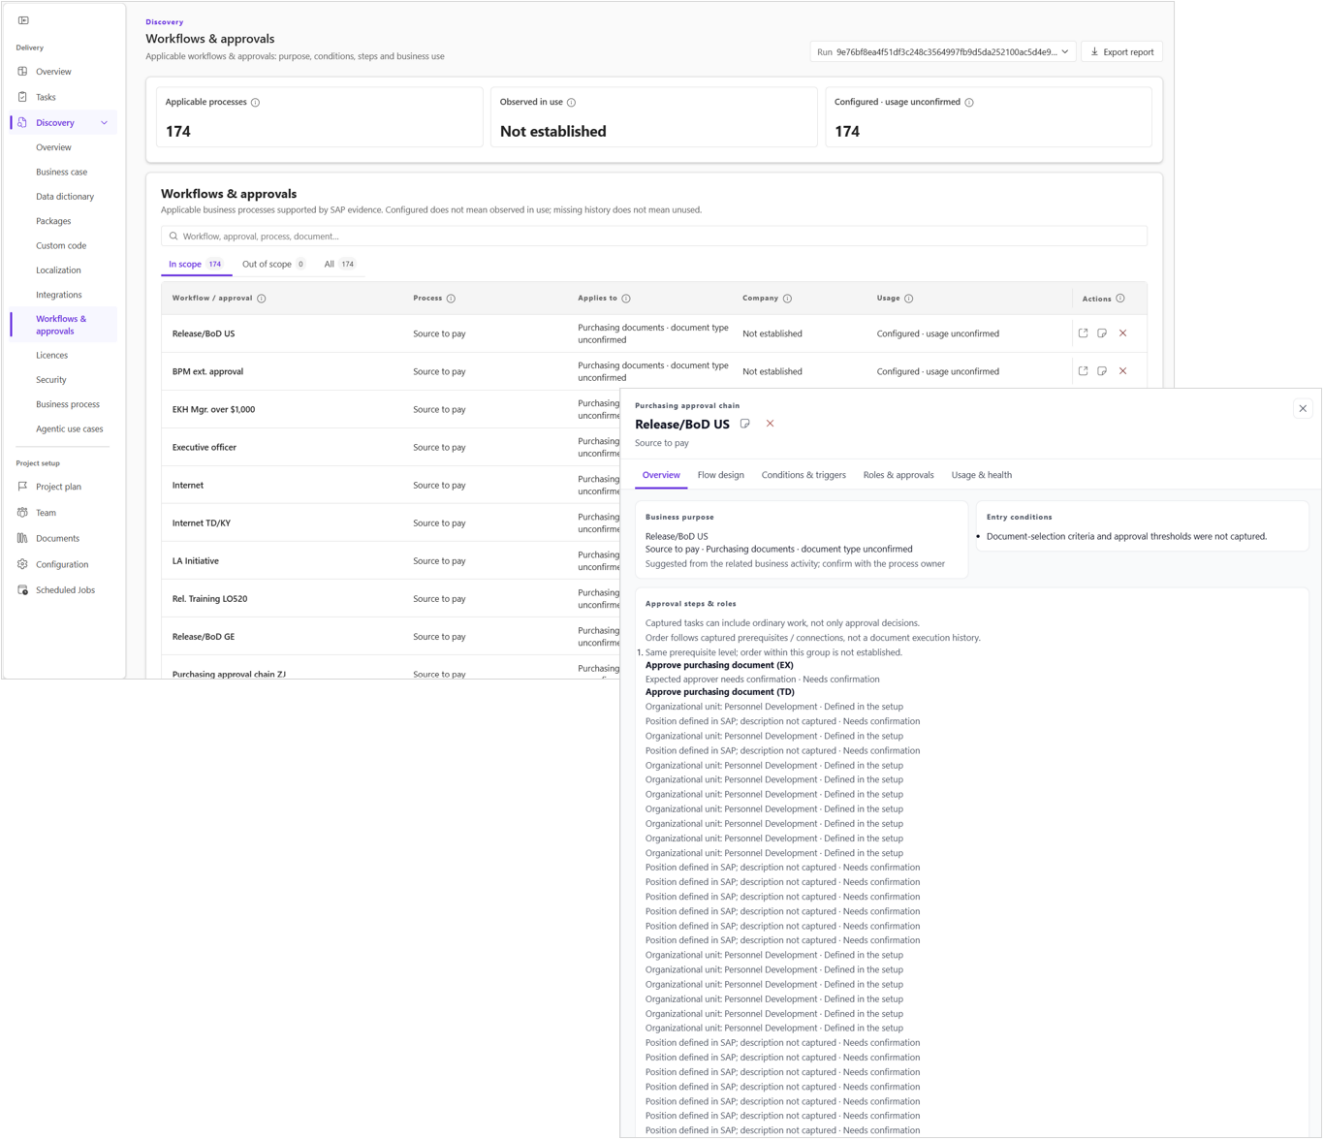 Delivery
Overview
Tasks
Discovery
Overview
Business case
Data dictionary
Packages
Custom code
Localization
Integrations
Workflows &
approvals
Licences
Security
Business process
Agentic use cases
Project setup
Project plan
Team
Documents
Configuration
Scheduled Jobs
Discovery
Workflows & approvals
Applicable workflows & approvals: purpose, conditions, steps and business use
Run 9e76bf8ea4f51df3c248c3564997fb9d5da252100ac5d4e9...
Export report
Applicable processes
174
Observed in use
Not established
Configured · usage unconfirmed
174
Workflows & approvals
Applicable business processes supported by SAP evidence. Configured does not mean observed in use; missing history does not mean unused.
Workflow, approval, process, document...
In scope 174 Out of scope 0 All 174
Workflow / approval Process Applies to Company Usage Actions
Release/BoD US Source to pay Purchasing documents · document type Not established Configured · usage unconfirmed
unconfirmed
BPM ext. approval Source to pay Purchasing documents · document type Not established Configured · usage unconfirmed
unconfirmed
EKH Mgr. over $1,000 Source to pay Purchasing
unconfirme
Executive officer Source to pay Purchasing
unconfirme
Internet Source to pay Purchasing
unconfirme
Internet TD/KY Source to pay Purchasing
unconfirme
LA Initiative Source to pay Purchasing
unconfirme
Rel. Training LO520 Source to pay Purchasing
unconfirme
Release/BoD GE Source to pay Purchasing
unconfirme
Purchasing approval chain ZJ Source to pay Purchasing
unconfirme
Purchasing approval chain
Release/BoD US
Source to pay
Overview Flow design Conditions & triggers Roles & approvals Usage & health
Business purpose
Release/BoD US
Source to pay · Purchasing documents · document type unconfirmed
Suggested from the related business activity; confirm with the process owner
Entry conditions
• Document-selection criteria and approval thresholds were not captured.
Approval steps & roles
Captured tasks can include ordinary work, not only approval decisions.
Order follows captured prerequisites / connections, not a document execution history.
1. Same prerequisite level; order within this group is not established.
Approve purchasing document (EX)
Expected approver needs confirmation · Needs confirmation
Approve purchasing document (TD)
Organizational unit: Personnel Development · Defined in the setup
Position defined in SAP; description not captured · Needs confirmation
Organizational unit: Personnel Development · Defined in the setup
Position defined in SAP; description not captured · Needs confirmation
Organizational unit: Personnel Development · Defined in the setup
Organizational unit: Personnel Development · Defined in the setup
Organizational unit: Personnel Development · Defined in the setup
Organizational unit: Personnel Development · Defined in the setup
Organizational unit: Personnel Development · Defined in the setup
Organizational unit: Personnel Development · Defined in the setup
Organizational unit: Personnel Development · Defined in the setup
Position defined in SAP; description not captured · Needs confirmation
Position defined in SAP; description not captured · Needs confirmation
Position defined in SAP; description not captured · Needs confirmation
Position defined in SAP; description not captured · Needs confirmation
Position defined in SAP; description not captured · Needs confirmation
Position defined in SAP; description not captured · Needs confirmation
Organizational unit: Personnel Development · Defined in the setup
Organizational unit: Personnel Development · Defined in the setup
Organizational unit: Personnel Development · Defined in the setup
Organizational unit: Personnel Development · Defined in the setup
Organizational unit: Personnel Development · Defined in the setup
Organizational unit: Personnel Development · Defined in the setup
Position defined in SAP; description not captured · Needs confirmation
Position defined in SAP; description not captured · Needs confirmation
Position defined in SAP; description not captured · Needs confirmation
Position defined in SAP; description not captured · Needs confirmation
Position defined in SAP; description not captured · Needs confirmation
Position defined in SAP; description not captured · Needs confirmation
Position defined in SAP; description not captured · Needs confirmation